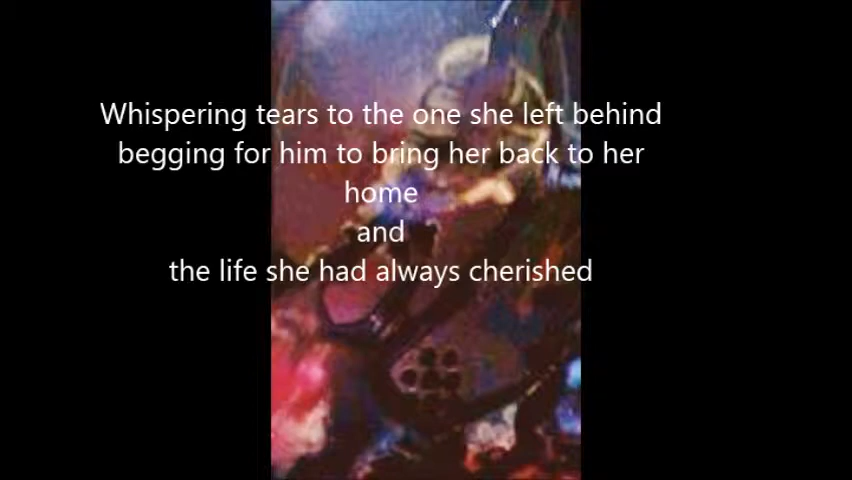 Whispering tears to the one she left behind
begging for him to bring her back to her
home
and
the life she had always cherished